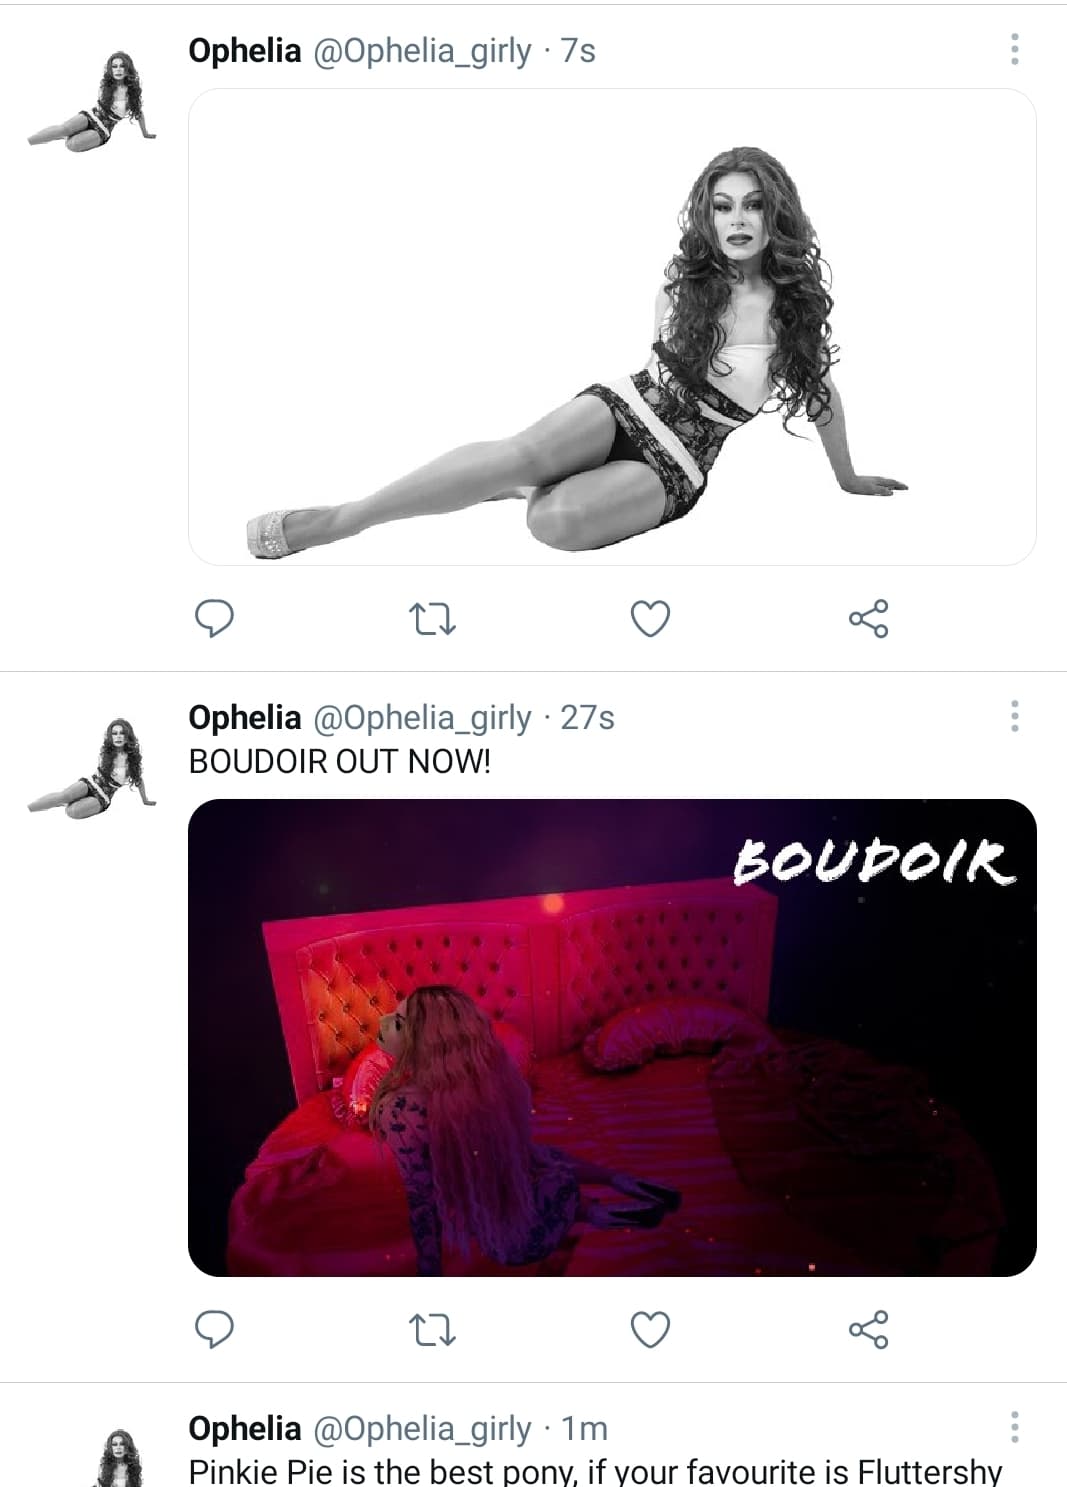 Ophelia @Ophelia_girly · 7s
Ophelia @Ophelia_girly · 27s
BOUDOIR OUT NOW!
BOUDOIR
Ophelia @Ophelia_girly · 1m
Pinkie Pie is the best pony, if your favourite is Fluttershy